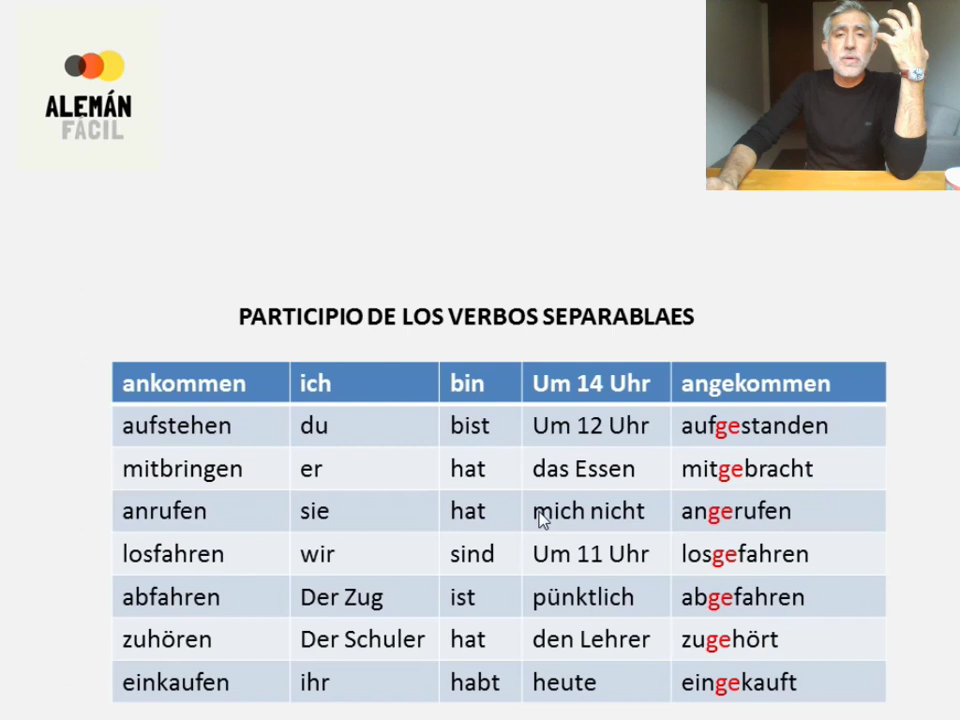 ALEMÁN
FÁCIL
PARTICIPIO DE LOS VERBOS SEPARABLAES
ankommen ich bin Um 14 Uhr angekommen
aufstehen du bist Um 12 Uhr aufgestanden
mitbringen er hat das Essen mitgebracht
anrufen sie hat mich nicht angerufen
losfahren wir sind Um 11 Uhr losgefahren
abfahren Der Zug ist pünktlich abgefahren
zuhören Der Schuler hat den Lehrer zugehört
einkaufen ihr habt heute eingekauft